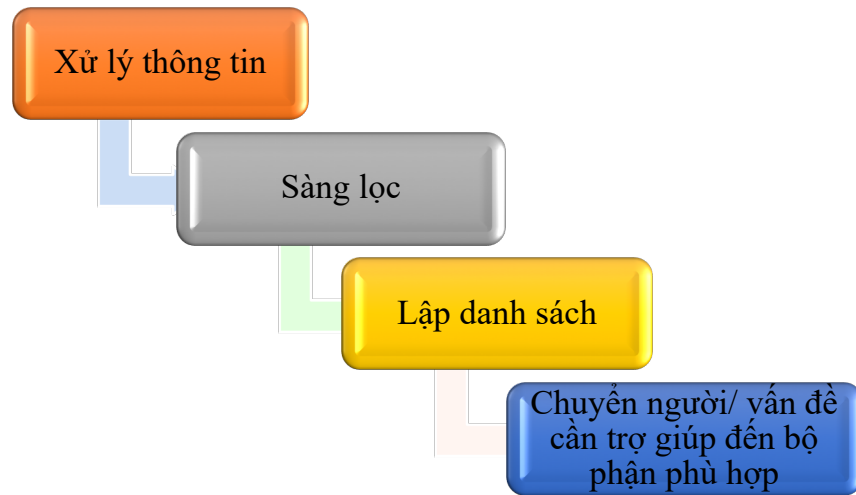 Xử lý thông tin
Sàng lọc
Lập danh sách
Chuyển người/ vấn đề
cần trợ giúp đến bộ
phận phù hợp